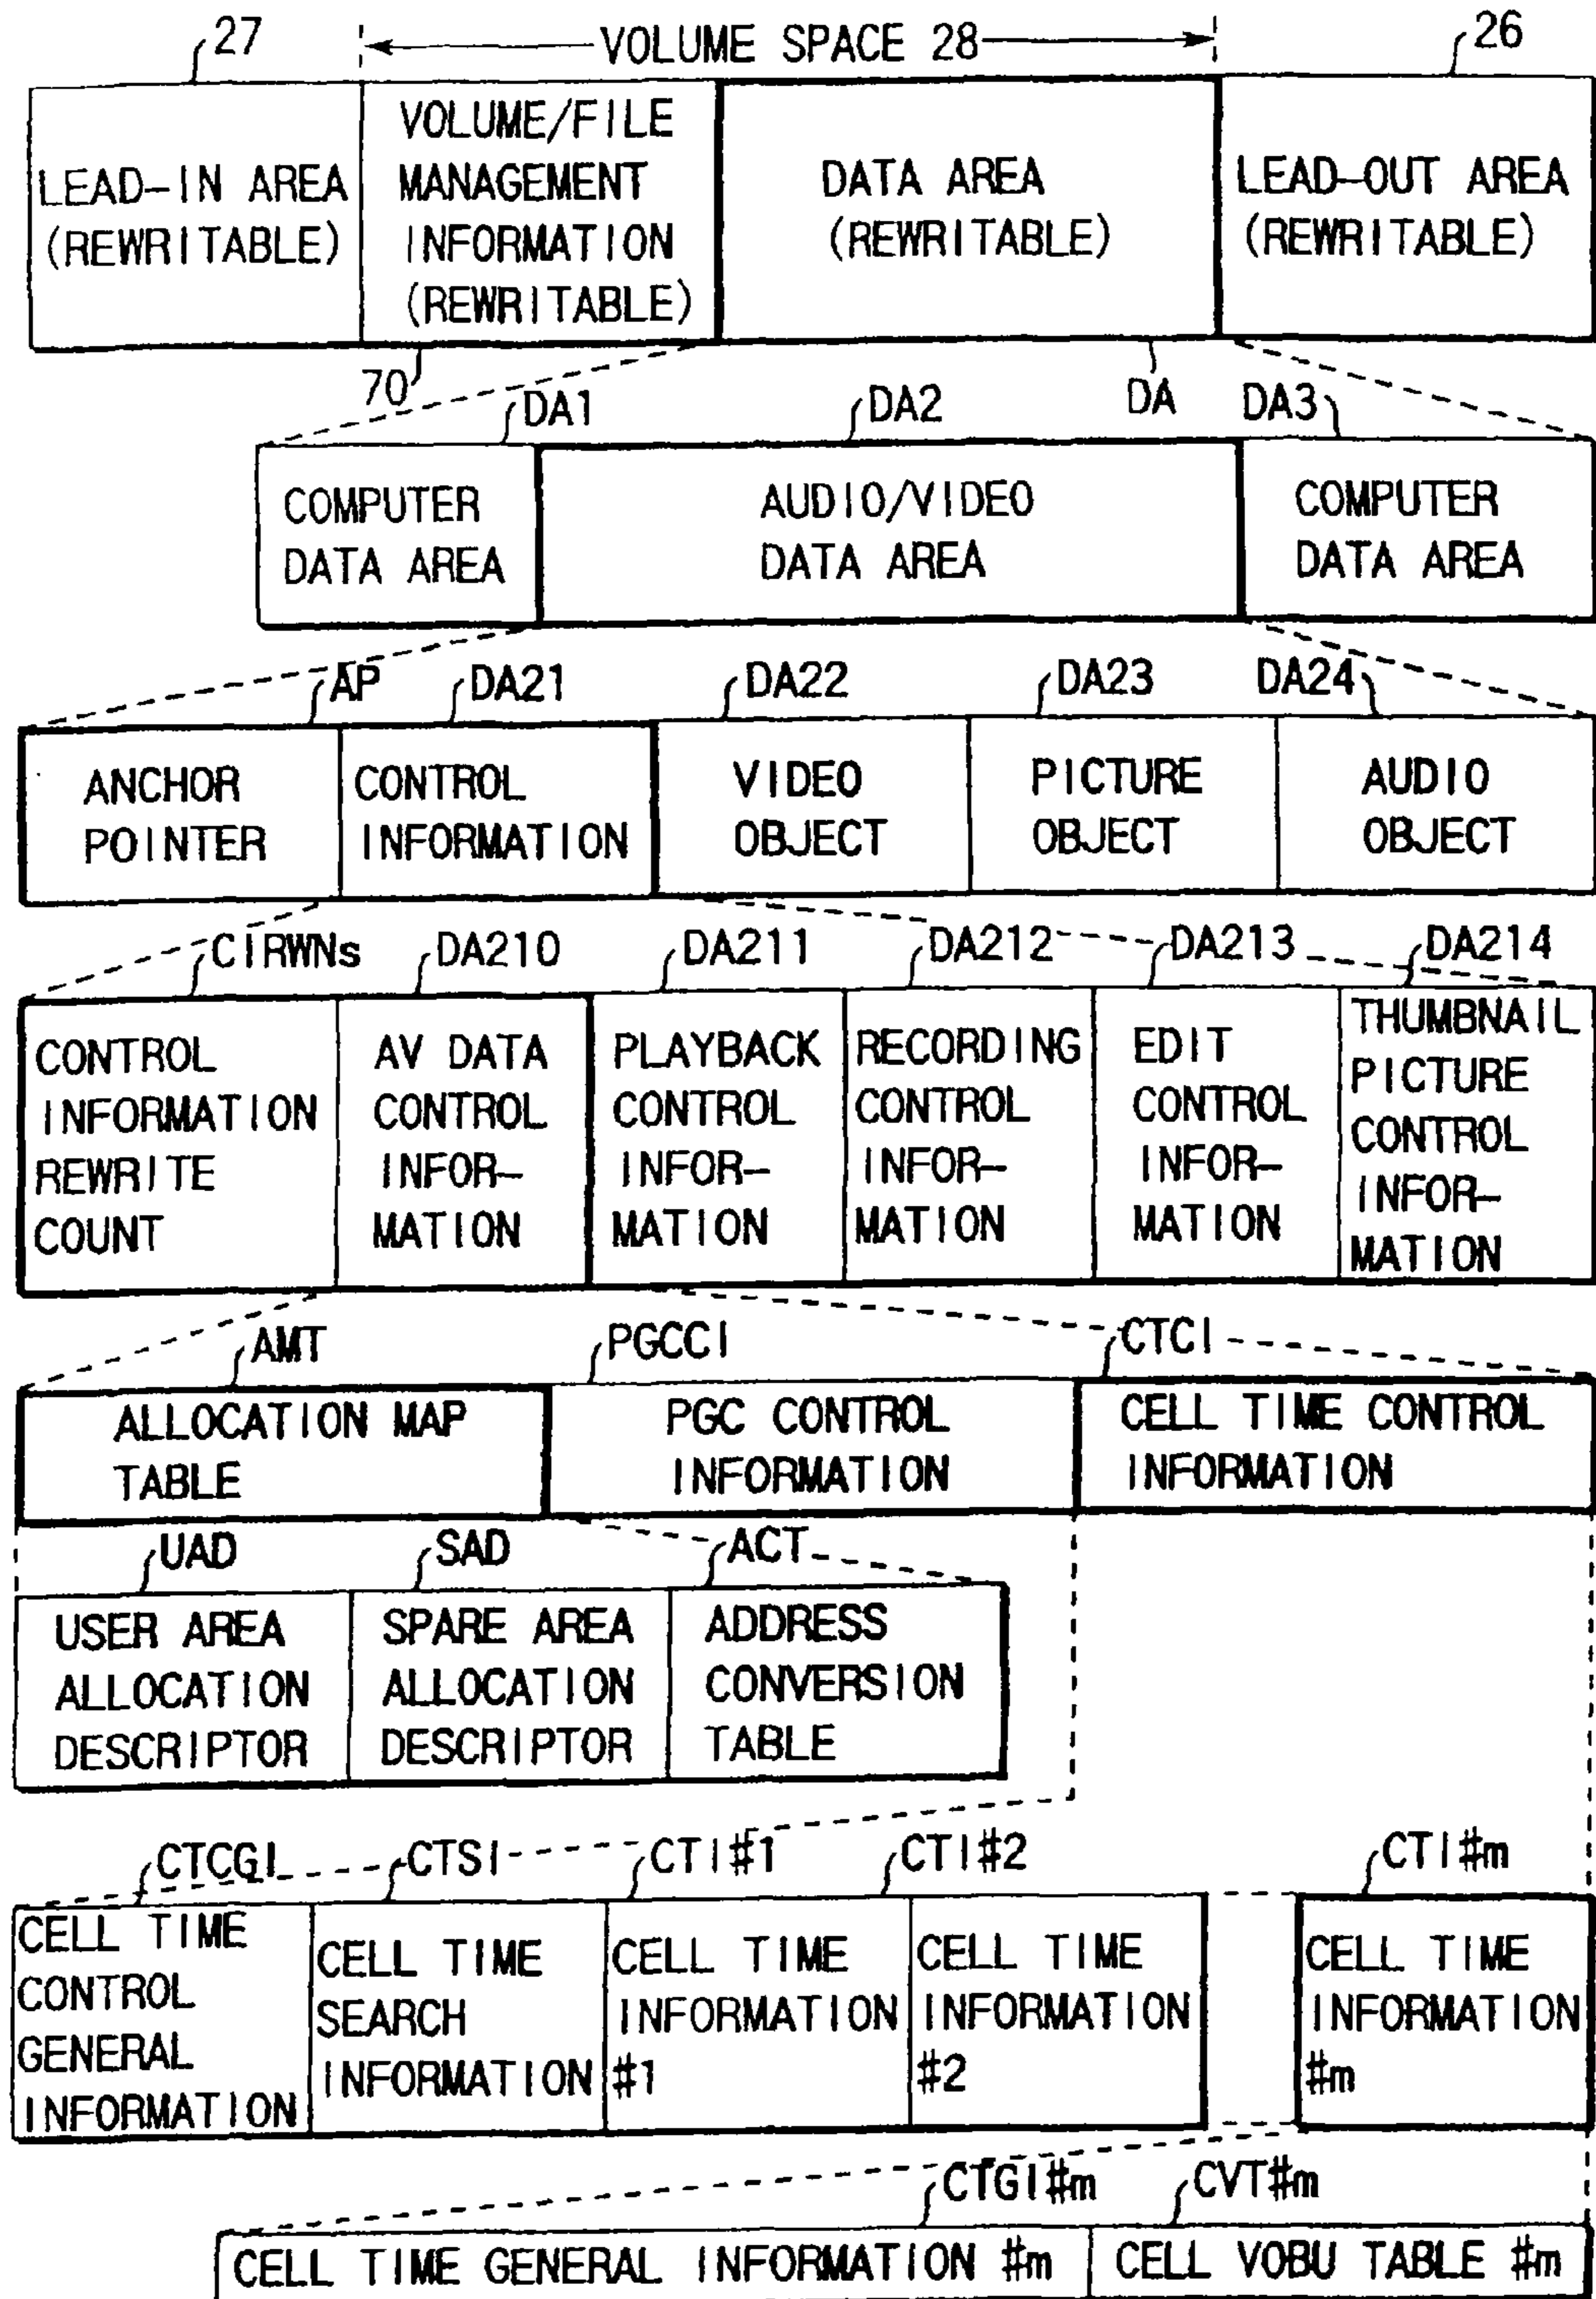 27
VOLUME SPACE 28
26
LEAD-IN AREA
(REWRITABLE)
VOLUME/FILE
MANAGEMENT
INFORMATION
(REWRITABLE)
DATA AREA
(REWRITABLE)
LEAD-OUT AREA
(REWRITABLE)
70
DA1
DA2
DA
DA3
COMPUTER
DATA AREA
AUDIO/VIDEO
DATA AREA
COMPUTER
DATA AREA
AP
DA21
DA22
DA23
DA24
ANCHOR
POINTER
CONTROL
INFORMATION
VIDEO
OBJECT
PICTURE
OBJECT
AUDIO
OBJECT
CIRWNs
DA210
DA211
DA212
DA213
DA214
CONTROL
INFORMATION
REWRITE
COUNT
AV DATA
CONTROL
INFOR-
MATION
PLAYBACK
CONTROL
INFOR-
MATION
RECORDING
CONTROL
INFOR-
MATION
EDIT
CONTROL
INFOR-
MATION
THUMBNAIL
PICTURE
CONTROL
INFOR-
MATION
AMT
PGCCI
CTCI
ALLOCATION MAP
TABLE
PGC CONTROL
INFORMATION
CELL TIME CONTROL
INFORMATION
UAD
SAD
ACT
USER AREA
ALLOCATION
DESCRIPTOR
SPARE AREA
ALLOCATION
DESCRIPTOR
ADDRESS
CONVERSION
TABLE
CTCGI
CTSI
CTI#1
CTI#2
CTI#m
CELL TIME
CONTROL
GENERAL
INFORMATION
CELL TIME
SEARCH
INFORMATION
CELL TIME
INFORMATION
#1
CELL TIME
INFORMATION
#2
CELL TIME
INFORMATION
#m
CTGI#m
CVT#m
CELL TIME GENERAL INFORMATION #m
CELL VOBU TABLE #m